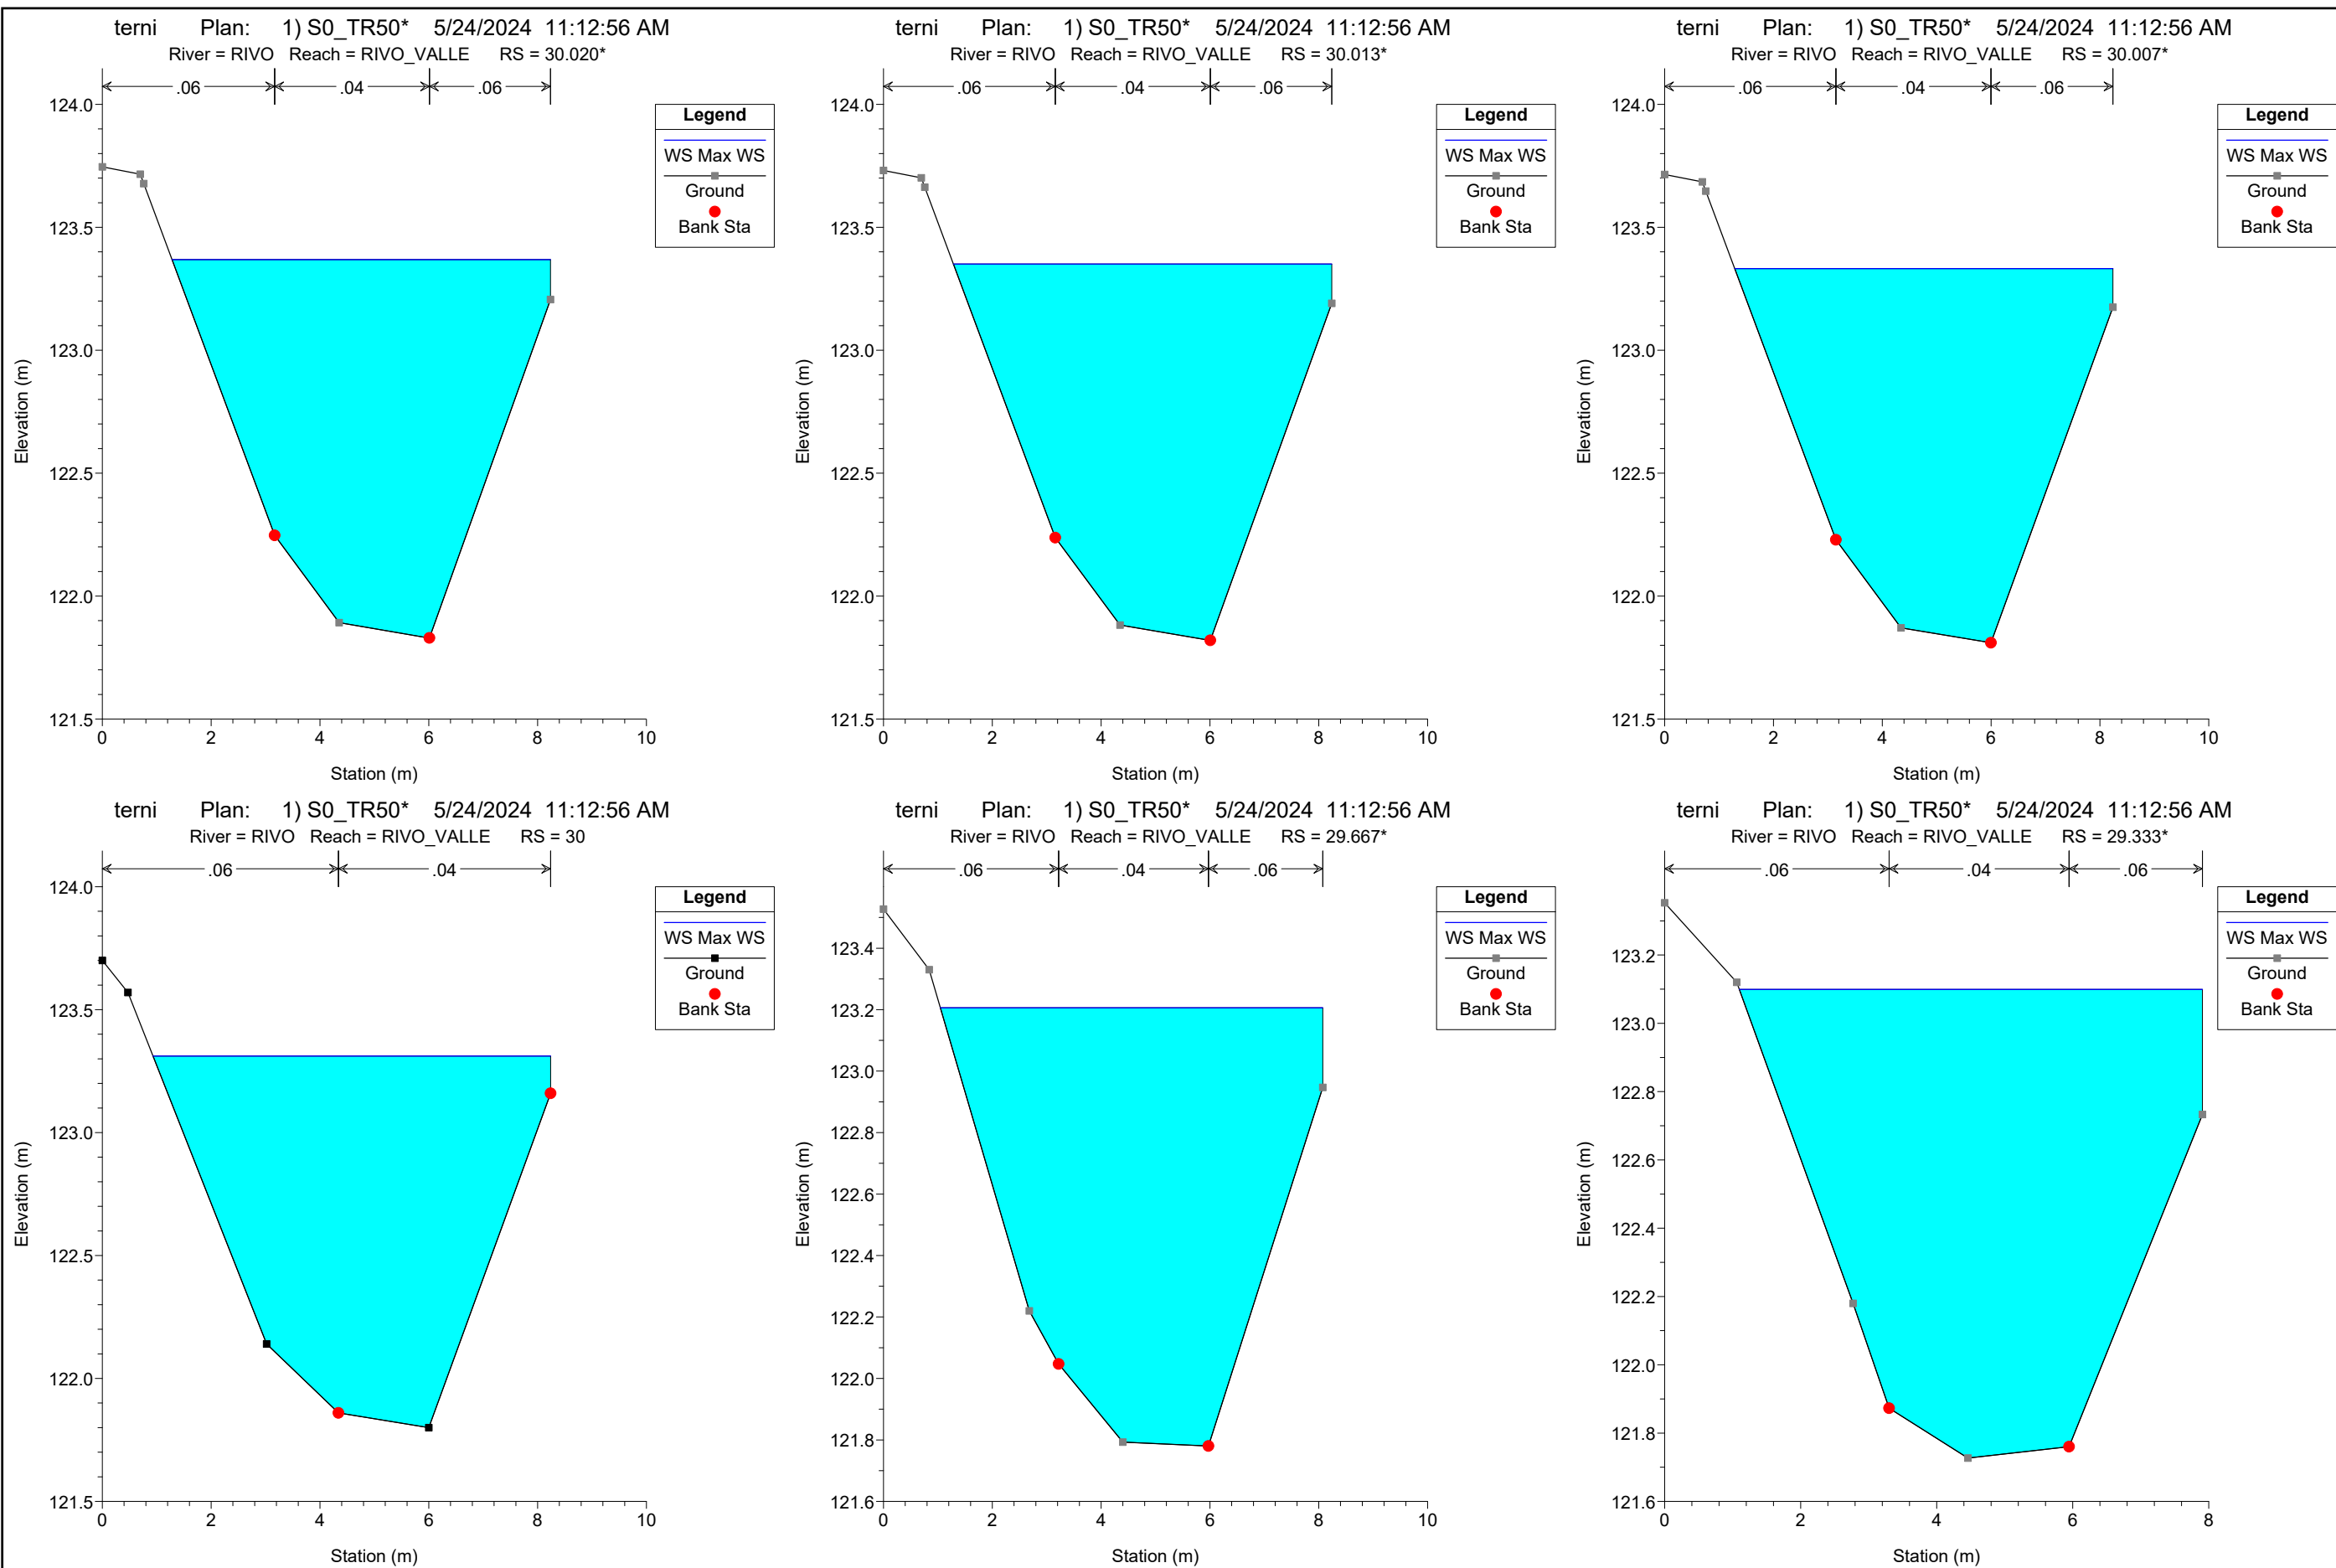 terni Plan: 1) S0_TR50* 5/24/2024 11:12:56 AM
River = RIVO Reach = RIVO_VALLE RS = 30.020*
.06 .04 .06
124.0
123.5
123.0
122.5
122.0
121.5
Elevation (m)
0 2 4 6 8 10
Station (m)
Legend
WS Max WS
Ground
Bank Sta
terni Plan: 1) S0_TR50* 5/24/2024 11:12:56 AM
River = RIVO Reach = RIVO_VALLE RS = 30.013*
.06 .04 .06
124.0
123.5
123.0
122.5
122.0
121.5
Elevation (m)
0 2 4 6 8 10
Station (m)
Legend
WS Max WS
Ground
Bank Sta
terni Plan: 1) S0_TR50* 5/24/2024 11:12:56 AM
River = RIVO Reach = RIVO_VALLE RS = 30.007*
.06 .04 .06
124.0
123.5
123.0
122.5
122.0
121.5
Elevation (m)
0 2 4 6 8 10
Station (m)
Legend
WS Max WS
Ground
Bank Sta
terni Plan: 1) S0_TR50* 5/24/2024 11:12:56 AM
River = RIVO Reach = RIVO_VALLE RS = 30
.06 .04
124.0
123.5
123.0
122.5
122.0
121.5
Elevation (m)
0 2 4 6 8 10
Station (m)
Legend
WS Max WS
Ground
Bank Sta
terni Plan: 1) S0_TR50* 5/24/2024 11:12:56 AM
River = RIVO Reach = RIVO_VALLE RS = 29.667*
.06 .04 .06
123.4
123.2
123.0
122.8
122.6
122.4
122.2
122.0
121.8
121.6
Elevation (m)
0 2 4 6 8 10
Station (m)
Legend
WS Max WS
Ground
Bank Sta
terni Plan: 1) S0_TR50* 5/24/2024 11:12:56 AM
River = RIVO Reach = RIVO_VALLE RS = 29.333*
.06 .04 .06
123.2
123.0
122.8
122.6
122.4
122.2
122.0
121.8
121.6
Elevation (m)
0 2 4 6 8
Station (m)
Legend
WS Max WS
Ground
Bank Sta